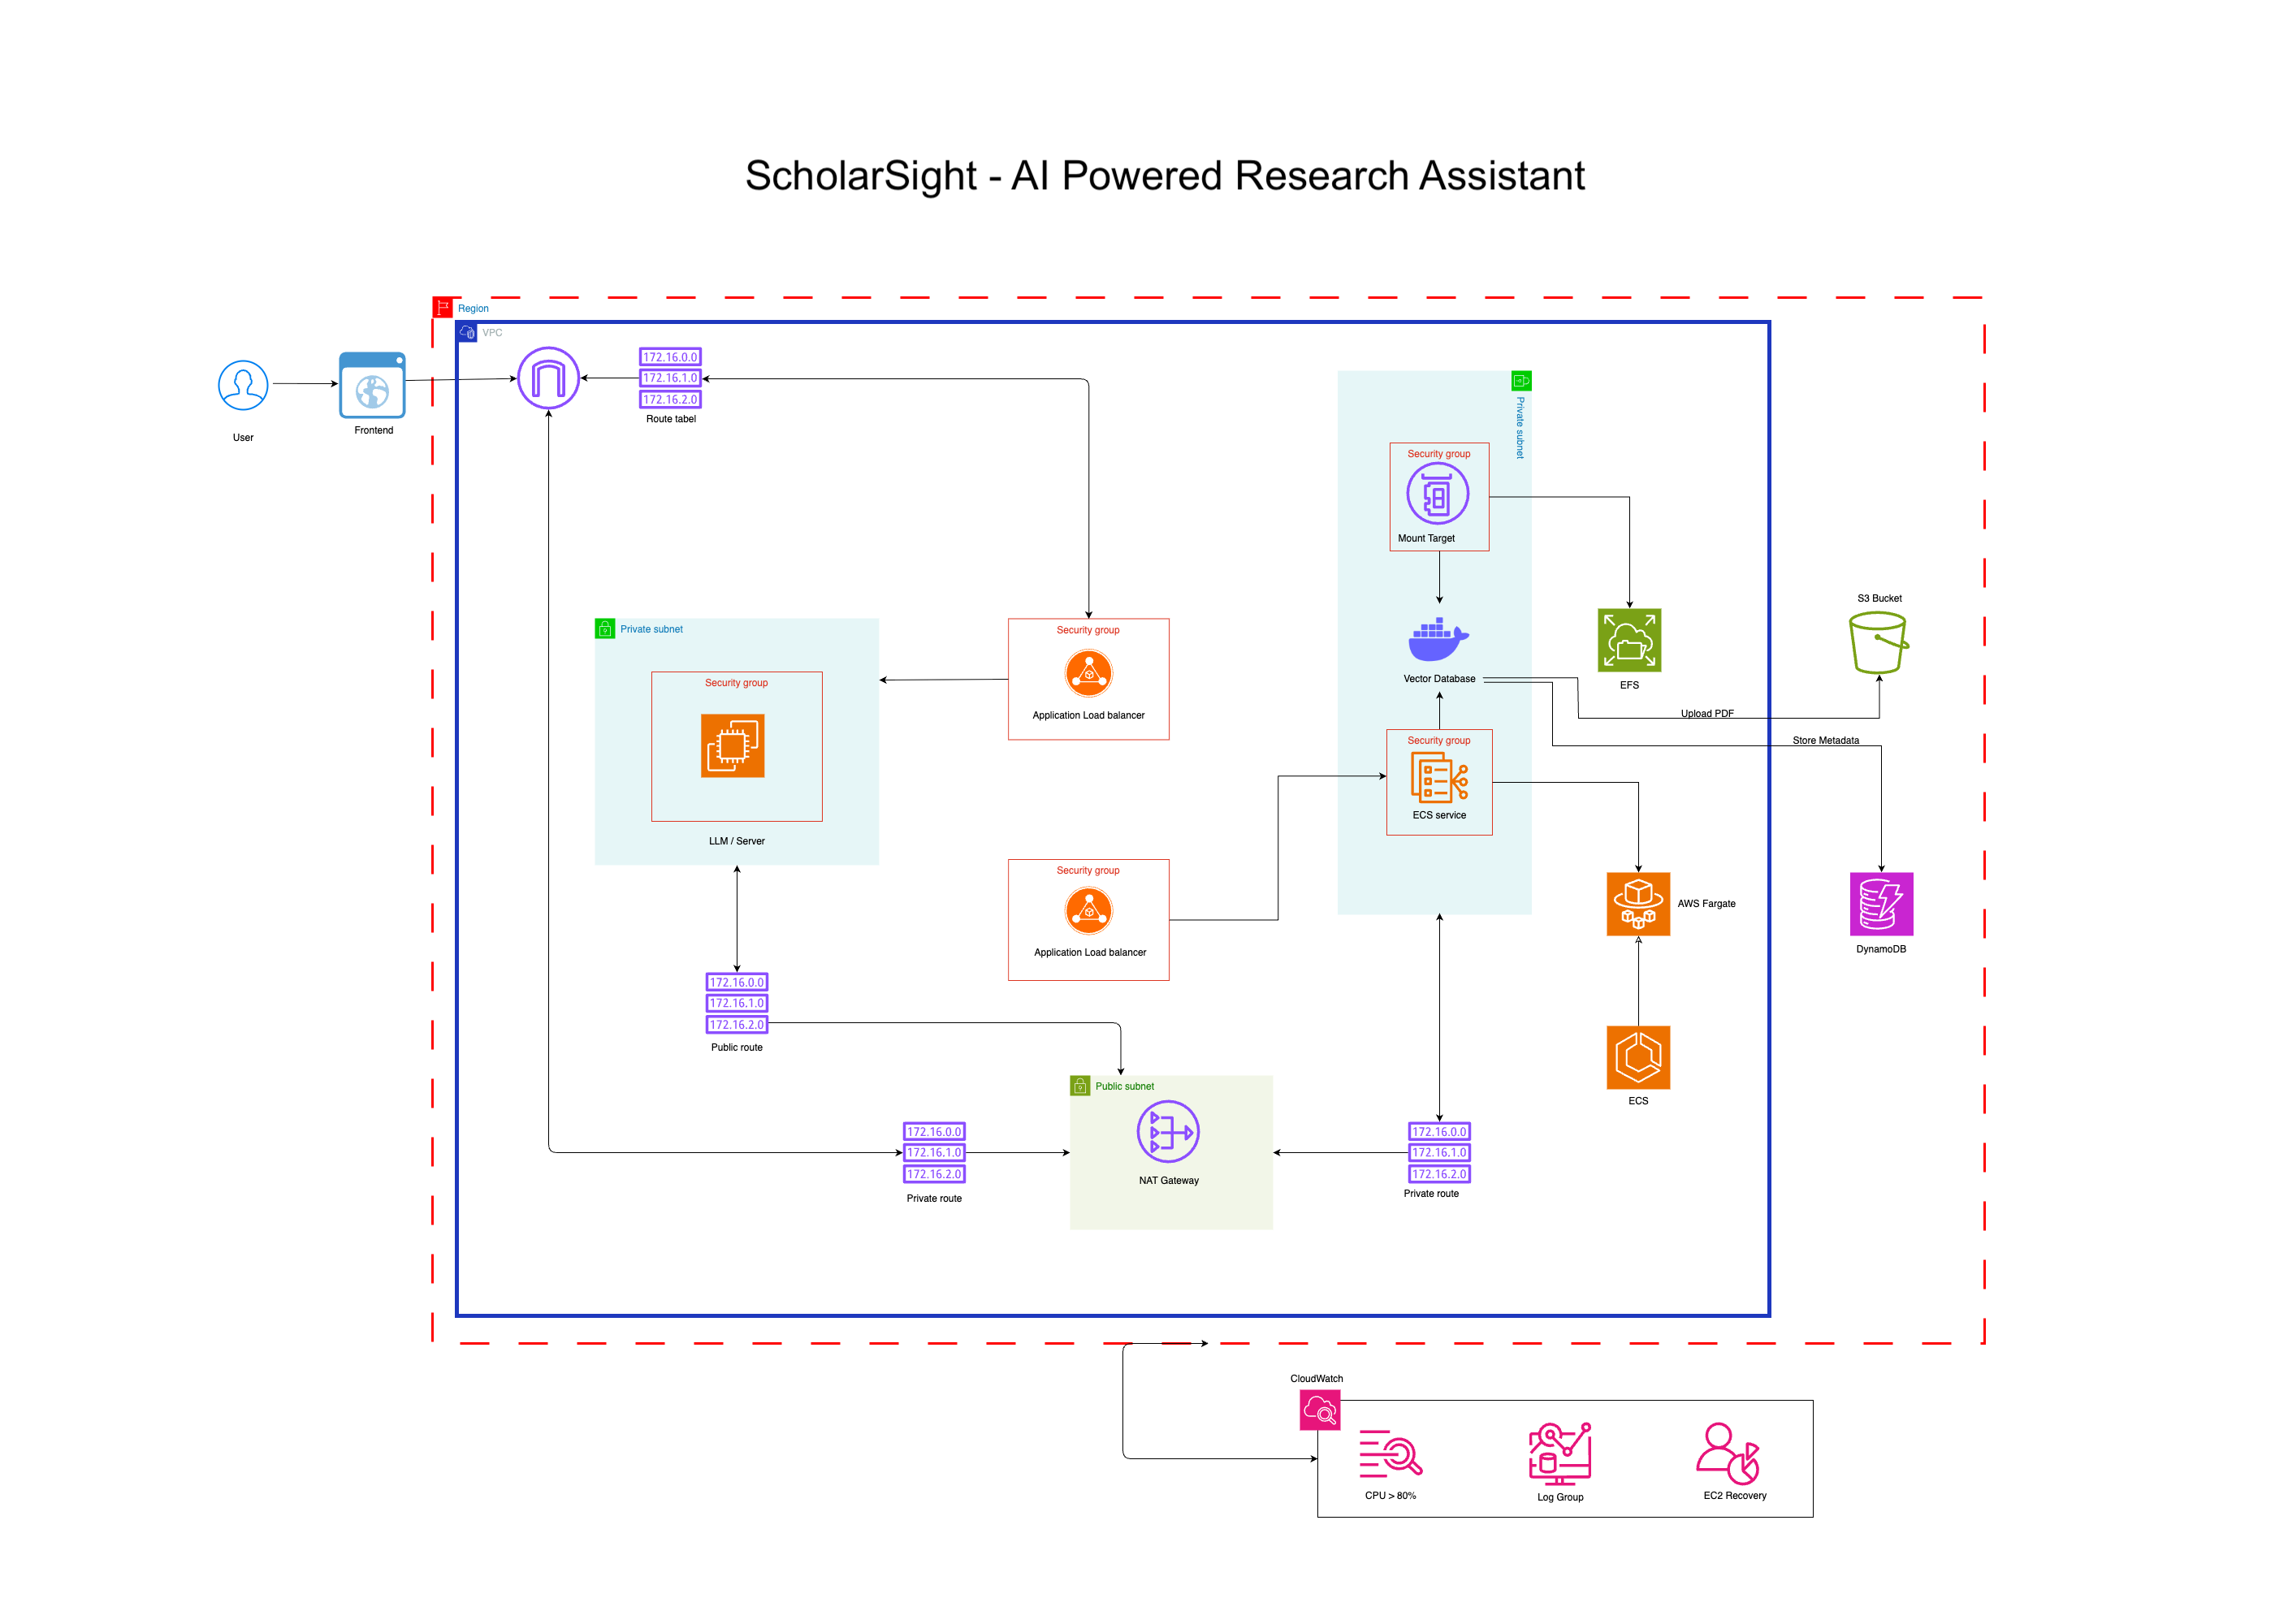 ScholarSight - AI Powered Research Assistant
Region
VPC
User
Frontend
172.16.0.0
172.16.1.0
172.16.2.0
Route tabel
Private subnet
Security group
Mount Target
Vector Database
Security group
ECS service
EFS
S3 Bucket
Upload PDF
Store Metadata
Private subnet
Security group
LLM / Server
Security group
Application Load balancer
Security group
Application Load balancer
AWS Fargate
DynamoDB
ECS
172.16.0.0
172.16.1.0
172.16.2.0
Public route
Public subnet
NAT Gateway
172.16.0.0
172.16.1.0
172.16.2.0
Private route
172.16.0.0
172.16.1.0
172.16.2.0
Private route
CloudWatch
CPU > 80%
Log Group
EC2 Recovery